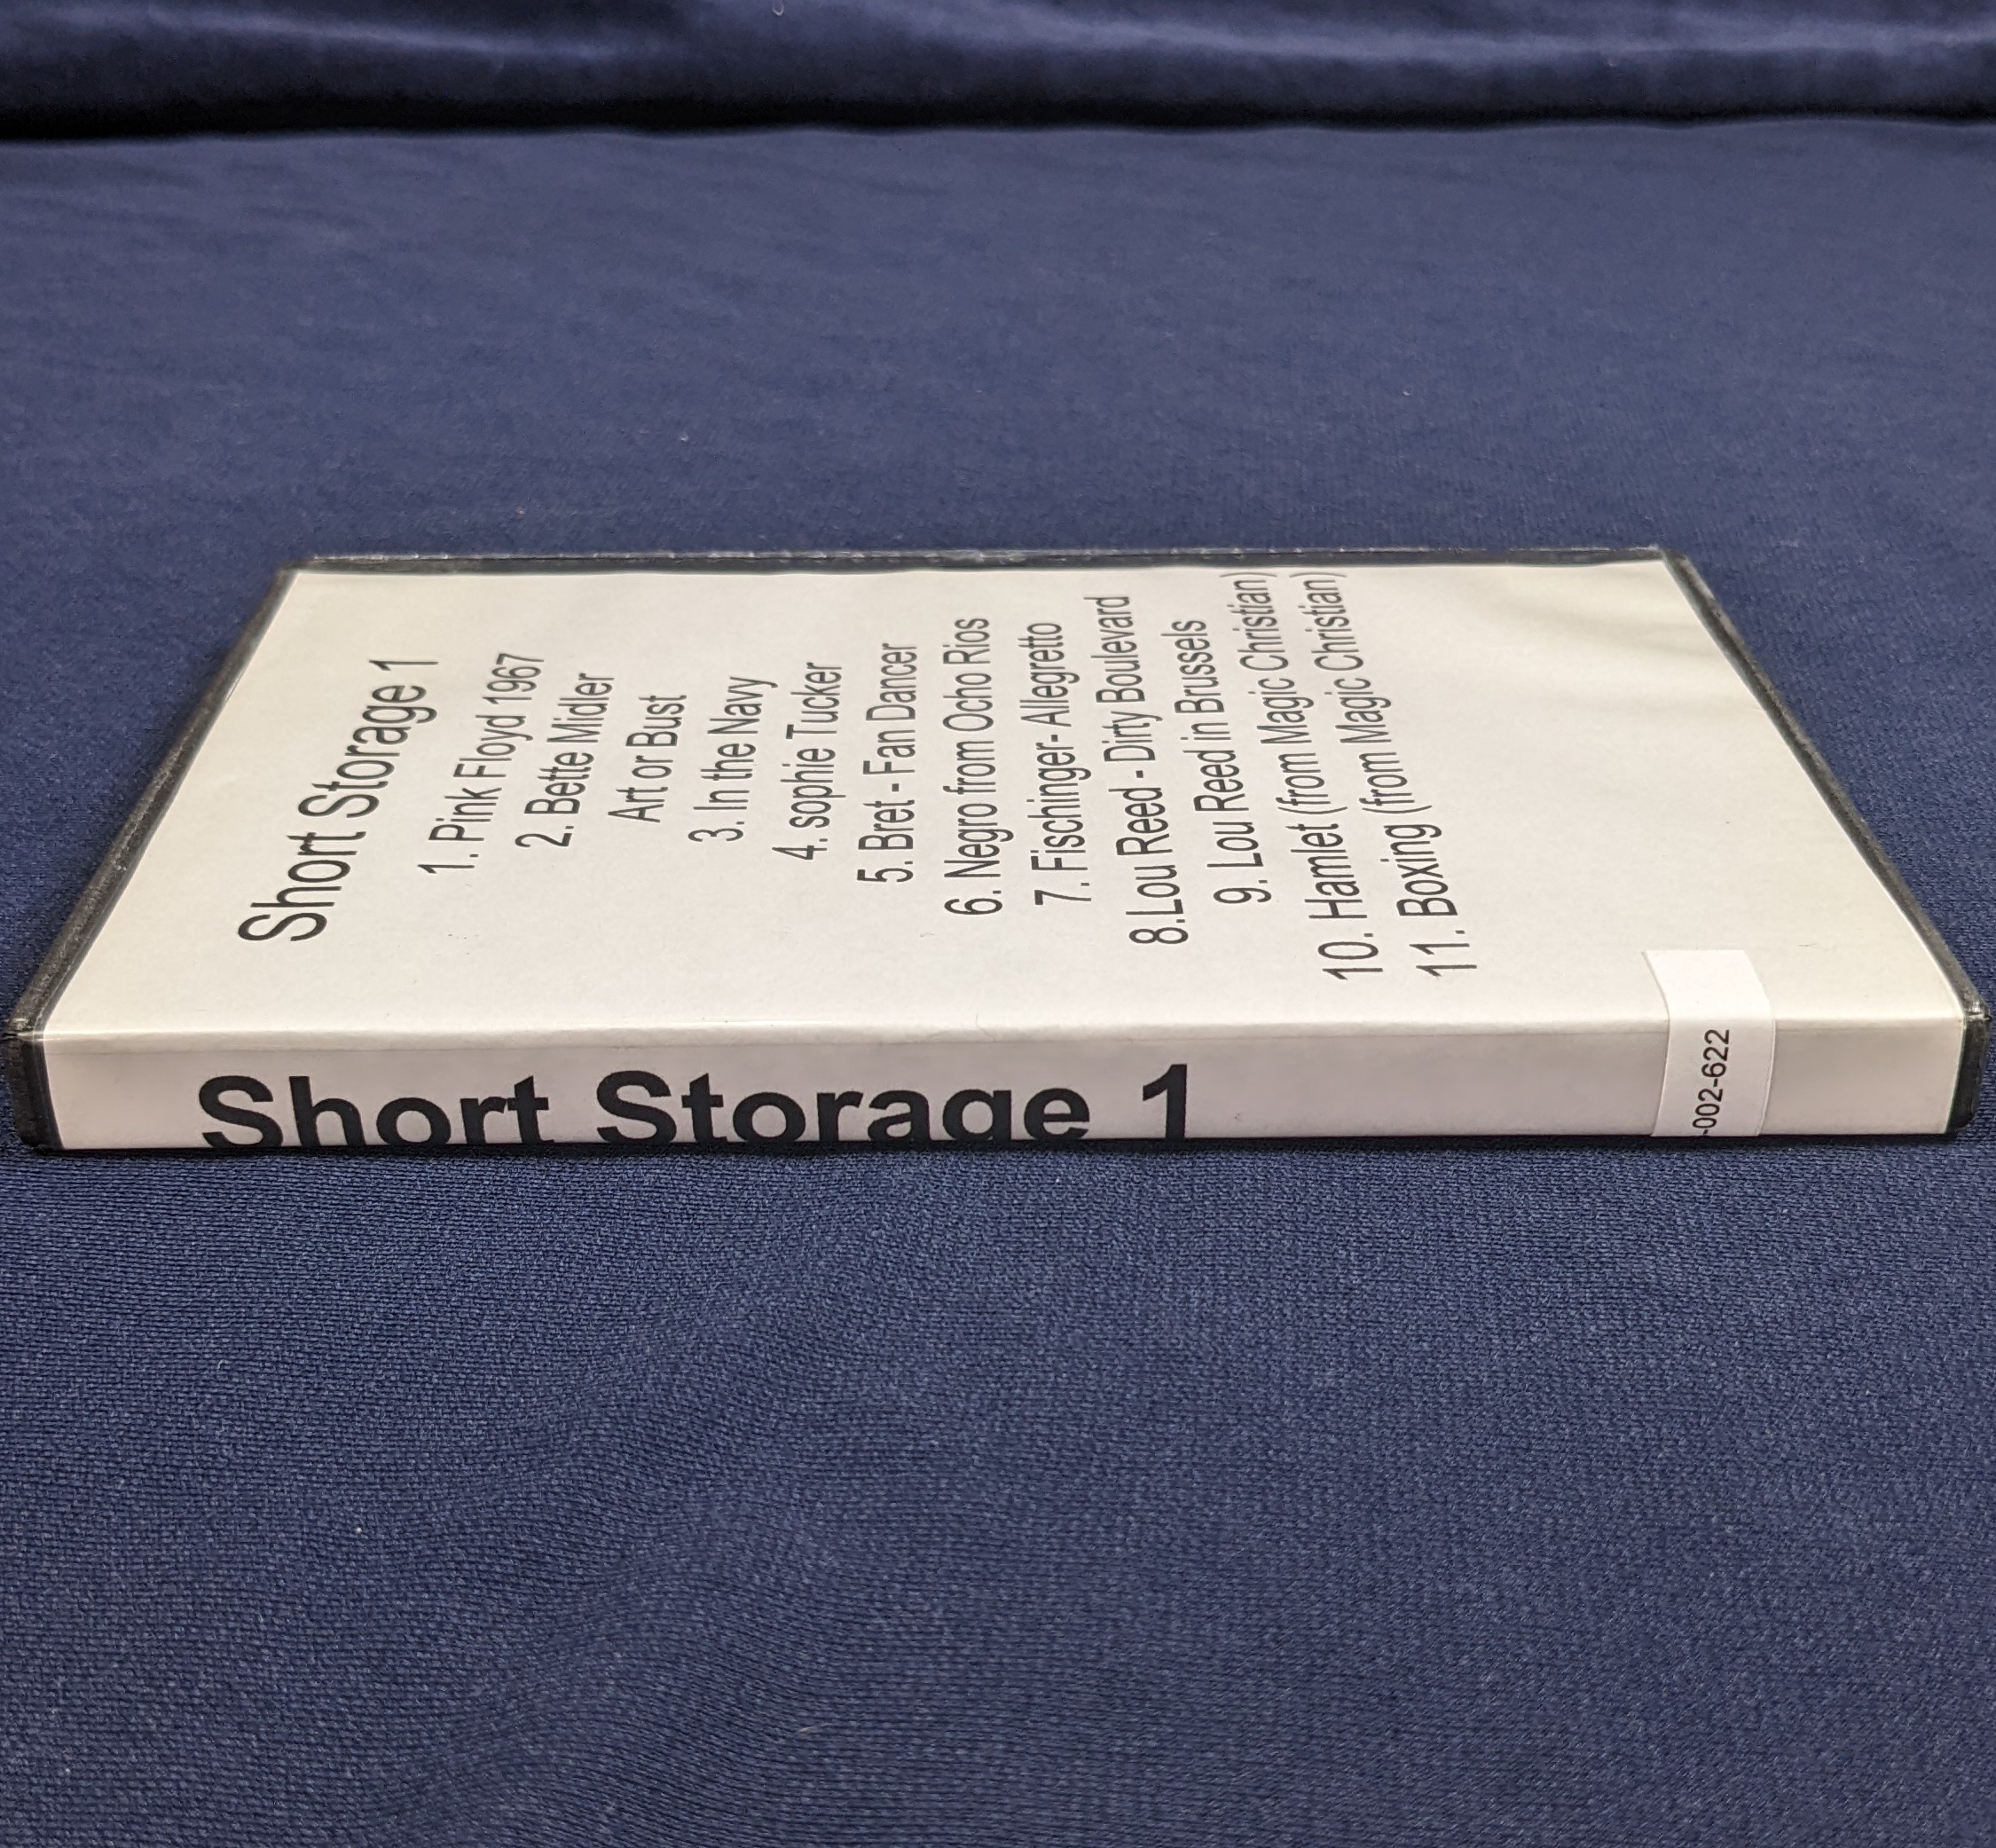 Short Storage 1
1. Pink Floyd 1967
2. Bette Midler
Art or Bust
3. In the Navy
4. sophie Tucker
5. Bret - Fan Dancer
6. Negro from Ocho Rios
7. Fischinger- Allegretto
8.Lou Reed - Dirty Boulevard
9. Lou Reed in Brussels
10. Hamlet (from Magic Christian)
11. Boxing (from Magic Christian)
Short Storage 1
-002-622